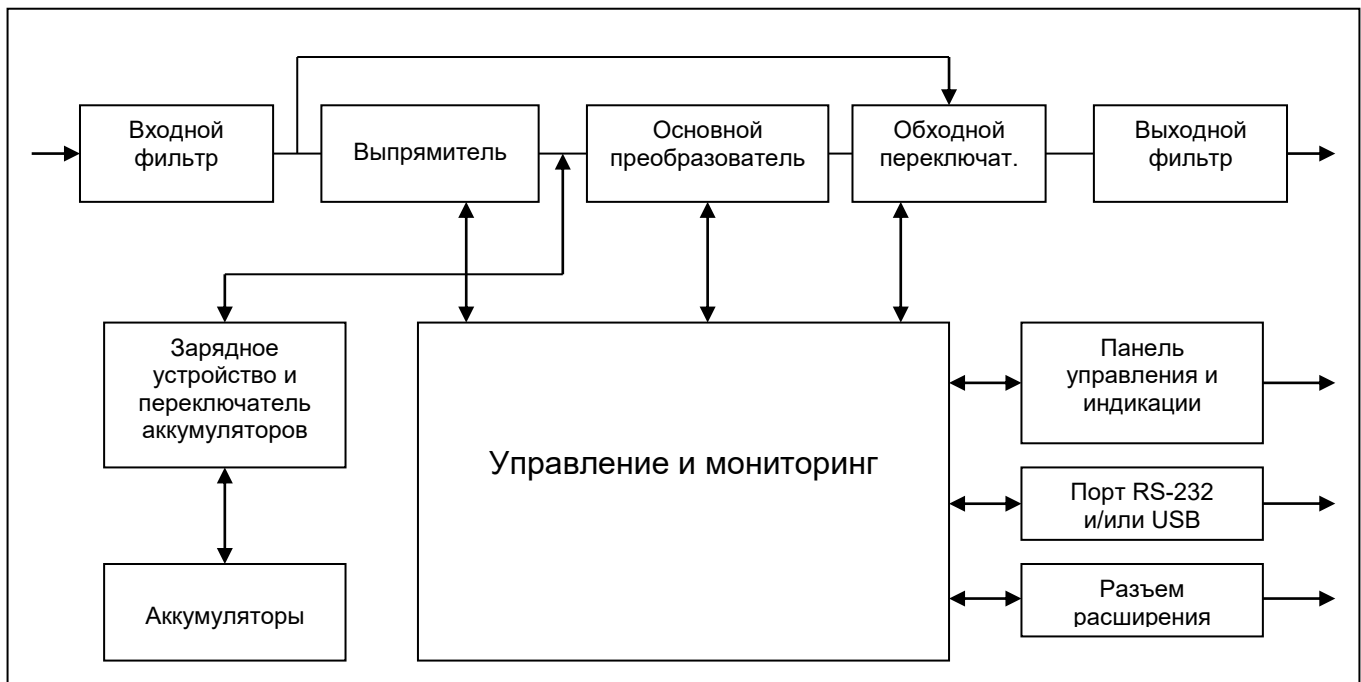 Входной
фильтр
Выпрямитель
Основной
преобразователь
Обходной
переключат.
Выходной
фильтр
Зарядное
устройство и
переключатель
аккумуляторов
Управление и мониторинг
Панель
управления и
индикации
Порт RS-232
и/или USB
Аккумуляторы
Разъем
расширения